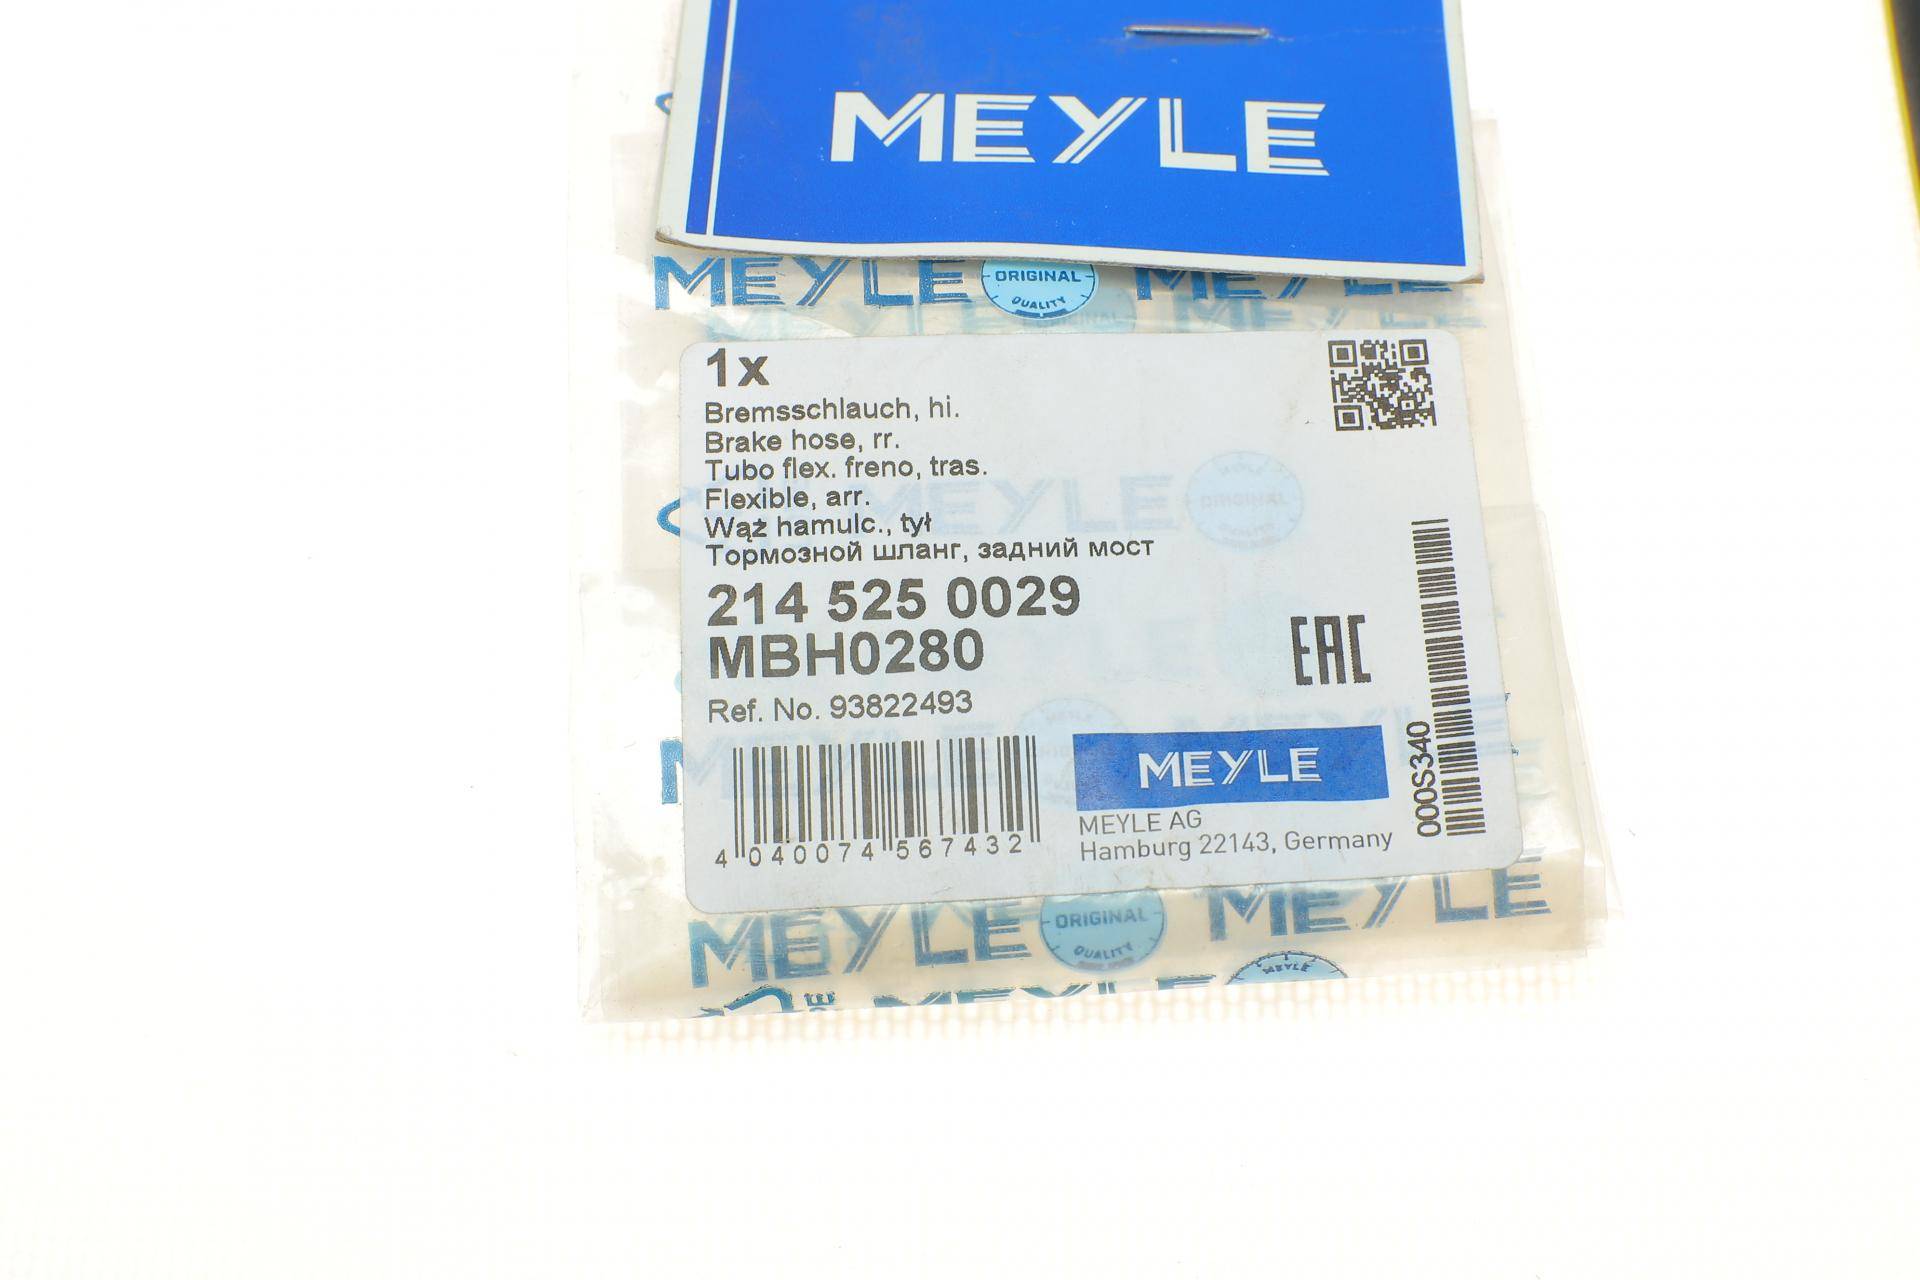 MEYLE
MEYLE ORIGINAL QUALITY MEYLE
1x
Bremsschlauch, hi.
Brake hose, rr.
Tubo flex. freno, tras.
Flexible, arr.
Wąż hamulc., tył
Тормозной шланг, задний мост
214 525 0029
MBH0280
EAC
Ref. No. 93822493
4 040074 567432
MEYLE
MEYLE AG
Hamburg 22143, Germany
000S340
MEYLE ORIGINAL QUALITY MEYLE
MEYLE MEYLE